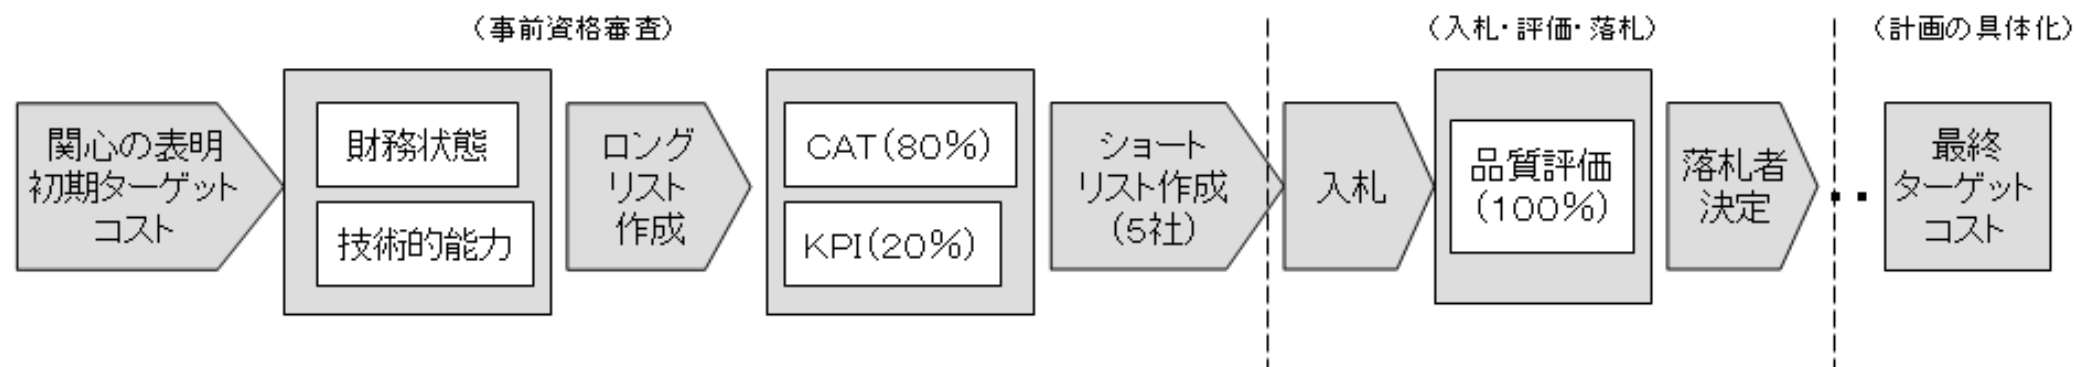 （事前資格審査）
（入札・評価・落札）
（計画の具体化）
関心の表明
初期ターゲット
コスト
財務状態
技術的能力
ロング
リスト
作成
CAT（80％）
KPI（20％）
ショート
リスト作成
（5社）
入札
品質評価
（100％）
落札者
決定
・・
最終
ターゲット
コスト